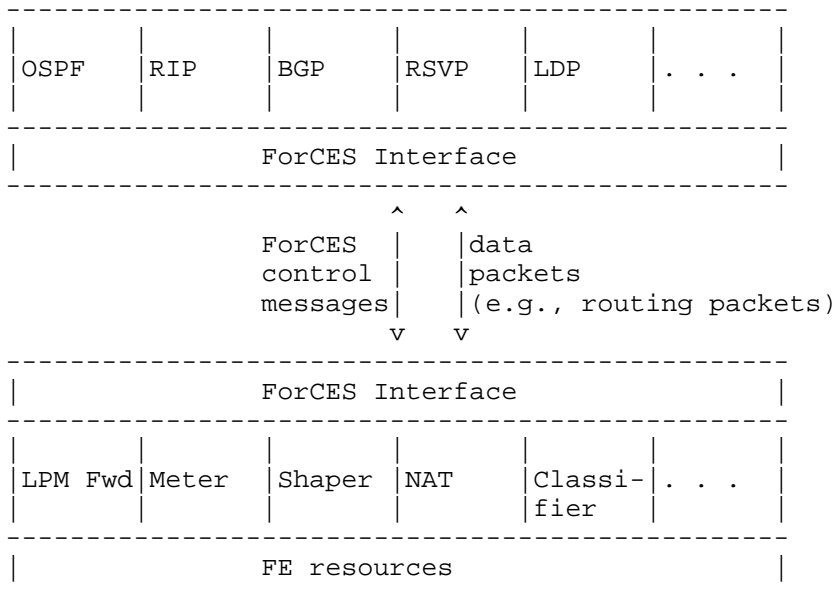 OSPF RIP BGP RSVP LDP . . .
ForCES Interface
ForCES data
control packets
messages (e.g., routing packets)
ForCES Interface
LPM Fwd Meter Shaper NAT Classi- . . .
fier
FE resources